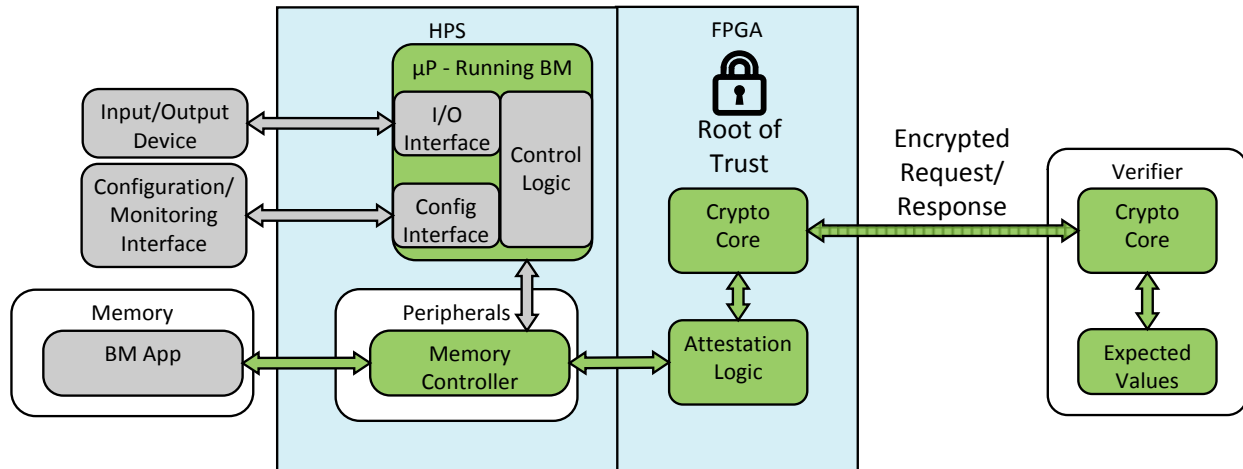 HPS
FPGA
µP - Running BM
I/O
Interface
Control
Logic
Config
Interface
Input/Output
Device
Configuration/
Monitoring
Interface
Root of
Trust
Encrypted
Request/
Response
Verifier
Crypto
Core
Crypto
Core
Memory
BM App
Peripherals
Memory
Controller
Attestation
Logic
Expected
Values